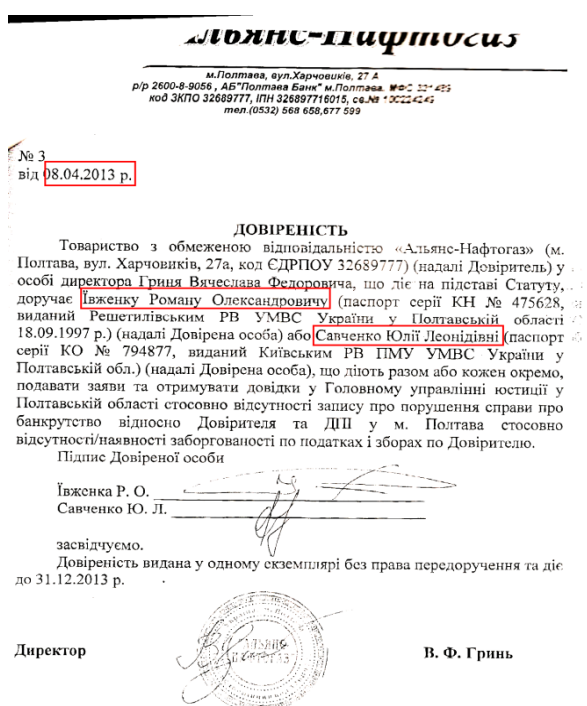 Альянс-Нафтогаз
м.Полтава, вул.Харчовиків, 27 А
р/р 2600-8-9056 , АБ"Полтава Банк" м.Полтава.
код ЗКПО 32689777, ІПН 326897716015, св.№
тел.(0532) 568 658,677 599
№ 3
від 08.04.2013 р.
ДОВІРЕНІСТЬ
Товариство з обмеженою відповідальністю «Альянс-Нафтогаз» (м.
Полтава, вул. Харчовиків, 27а, код ЄДРПОУ 32689777) (надалі Довіритель) у
особі директора Гриня Вячеслава Федоровича, що діє на підставі Статуту,
доручає Ївженку Роману Олександровичу (паспорт серії КН № 475628,
виданий Решетилівським РВ УМВС України у Полтавській області
18.09.1997 р.) (надалі Довірена особа) або Савченко Юлії Леонідівні (паспорт
серії КО № 794877, виданий Київським РВ ПМУ УМВС України у
Полтавській обл.) (надалі Довірена особа), що діють разом або кожен окремо,
подавати заяви та отримувати довідки у Головному управлінні юстиції у
Полтавській області стосовно відсутності запису про порушення справи про
банкрутство відносно Довірителя та ДПІ у м. Полтава стосовно
відсутності/наявності заборгованості по податках і зборах по Довірителю.
Підпис Довіреної особи
Ївженка Р. О.
Савченко Ю. Л.
засвідчуємо.
Довіреність видана у одному екземплярі без права передоручення та діє
до 31.12.2013 р.
Директор
В. Ф. Гринь